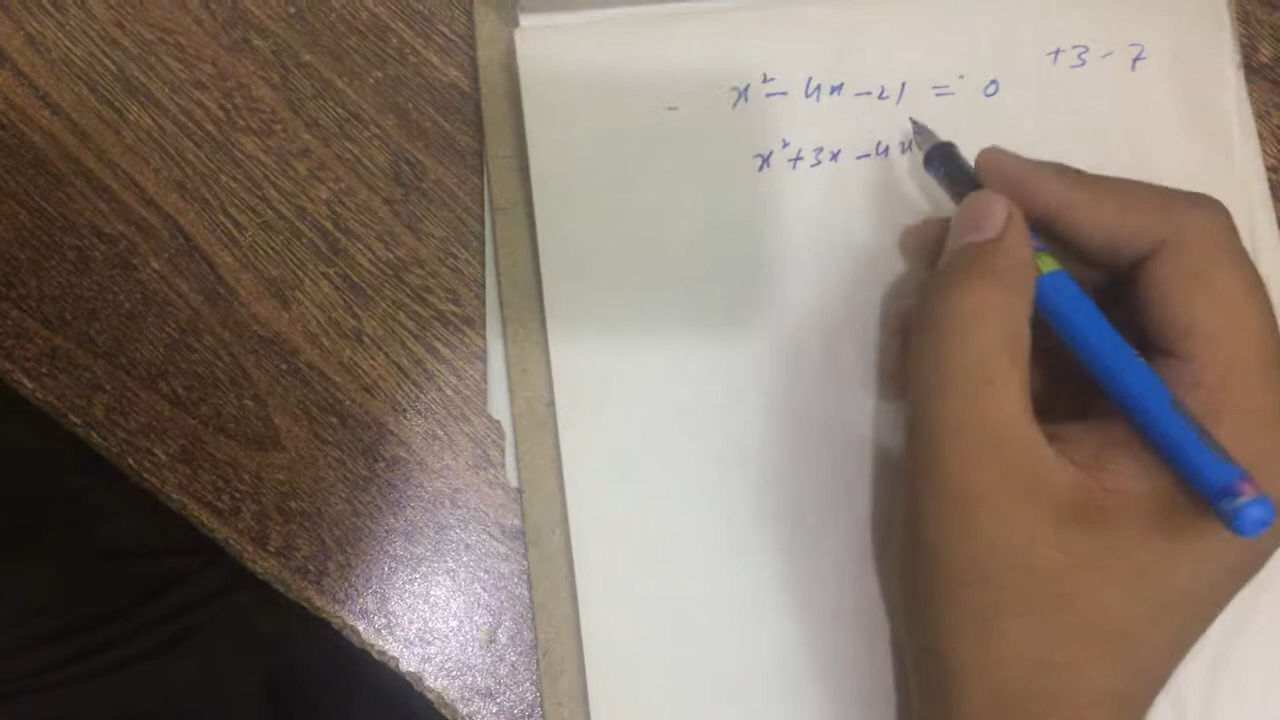 x² - 4x - 21 = 0
+3 - 7
x² + 3x - 4x